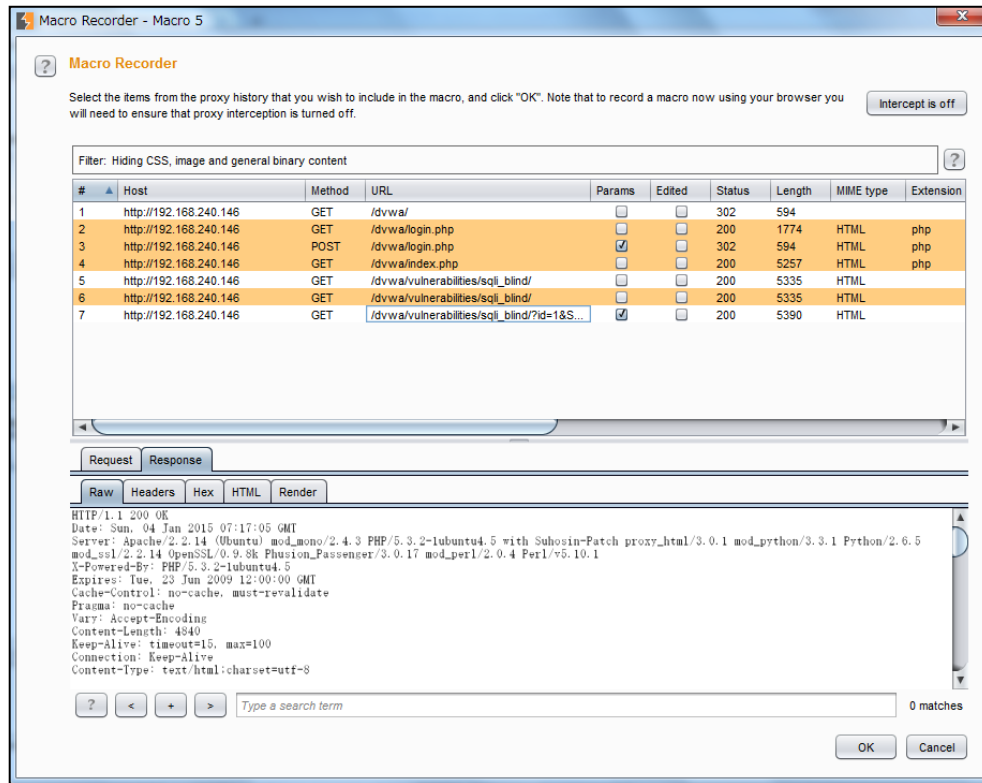 Macro Recorder - Macro 5
X
? Macro Recorder
Select the items from the proxy history that you wish to include in the macro, and click "OK". Note that to record a macro now using your browser you
will need to ensure that proxy interception is turned off.
Intercept is off
Filter: Hiding CSS, image and general binary content
?
# Host Method URL Params Edited Status Length MIME type Extension
1 http://192.168.240.146 GET /dvwa/ 302 594
2 http://192.168.240.146 GET /dvwa/login.php 200 1774 HTML php
3 http://192.168.240.146 POST /dvwa/login.php 302 594 HTML php
4 http://192.168.240.146 GET /dvwa/index.php 200 5257 HTML php
5 http://192.168.240.146 GET /dvwa/vulnerabilities/sqli_blind/ 200 5335 HTML
6 http://192.168.240.146 GET /dvwa/vulnerabilities/sqli_blind/ 200 5335 HTML
7 http://192.168.240.146 GET /dvwa/vulnerabilities/sqli_blind/?id=1&S... 200 5390 HTML
Request Response
Raw Headers Hex HTML Render
HTTP/1.1 200 OK
Date: Sun, 04 Jan 2015 07:17:05 GMT
Server: Apache/2.2.14 (Ubuntu) mod_mono/2.4.3 PHP/5.3.2-1ubuntu4.5 with Suhosin-Patch proxy_html/3.0.1 mod_python/3.3.1 Python/2.6.5
mod_ssl/2.2.14 OpenSSL/0.9.8k Phusion_Passenger/3.0.17 mod_perl/2.0.4 Perl/v5.10.1
X-Powered-By: PHP/5.3.2-1ubuntu4.5
Expires: Tue, 23 Jun 2009 12:00:00 GMT
Cache-Control: no-cache, must-revalidate
Pragma: no-cache
Vary: Accept-Encoding
Content-Length: 4840
Keep-Alive: timeout=15, max=100
Connection: Keep-Alive
Content-Type: text/html;charset=utf-8
? < + > Type a search term 0 matches
OK Cancel